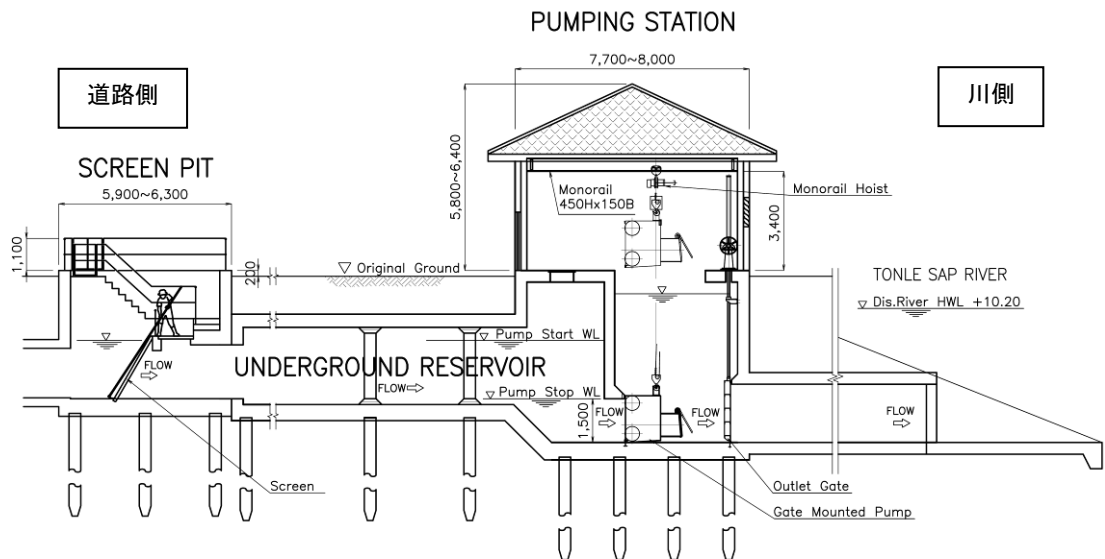 PUMPING STATION
7,700~8,000
道路側
川側
SCREEN PIT
5,900~6,300
5,800~6,400
Monorail
450Hx150B
Monorail Hoist
3,400
1,100
200
Original Ground
TONLE SAP RIVER
Dis.River HWL +10.20
Pump Start WL
UNDERGROUND RESERVOIR
FLOW
FLOW
Pump Stop WL
1,500
FLOW
FLOW
FLOW
Screen
Outlet Gate
Gate Mounted Pump